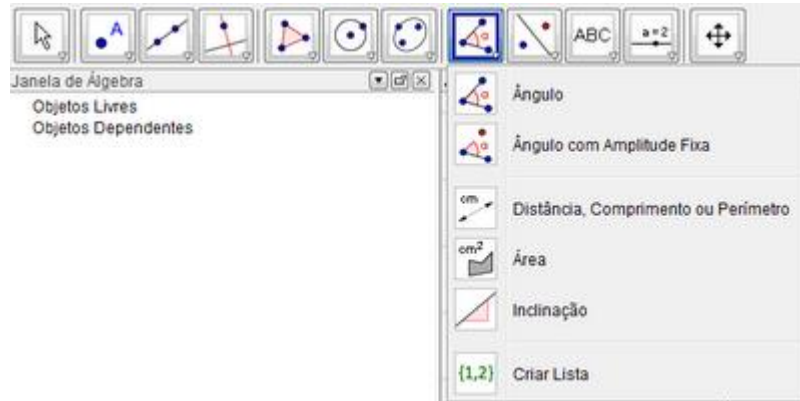 A
ABC
a=2
Janela de Álgebra
Objetos Livres
Objetos Dependentes
Ângulo
Ângulo com Amplitude Fixa
cm
Distância, Comprimento ou Perímetro
cm²
Área
Inclinação
{1,2}
Criar Lista